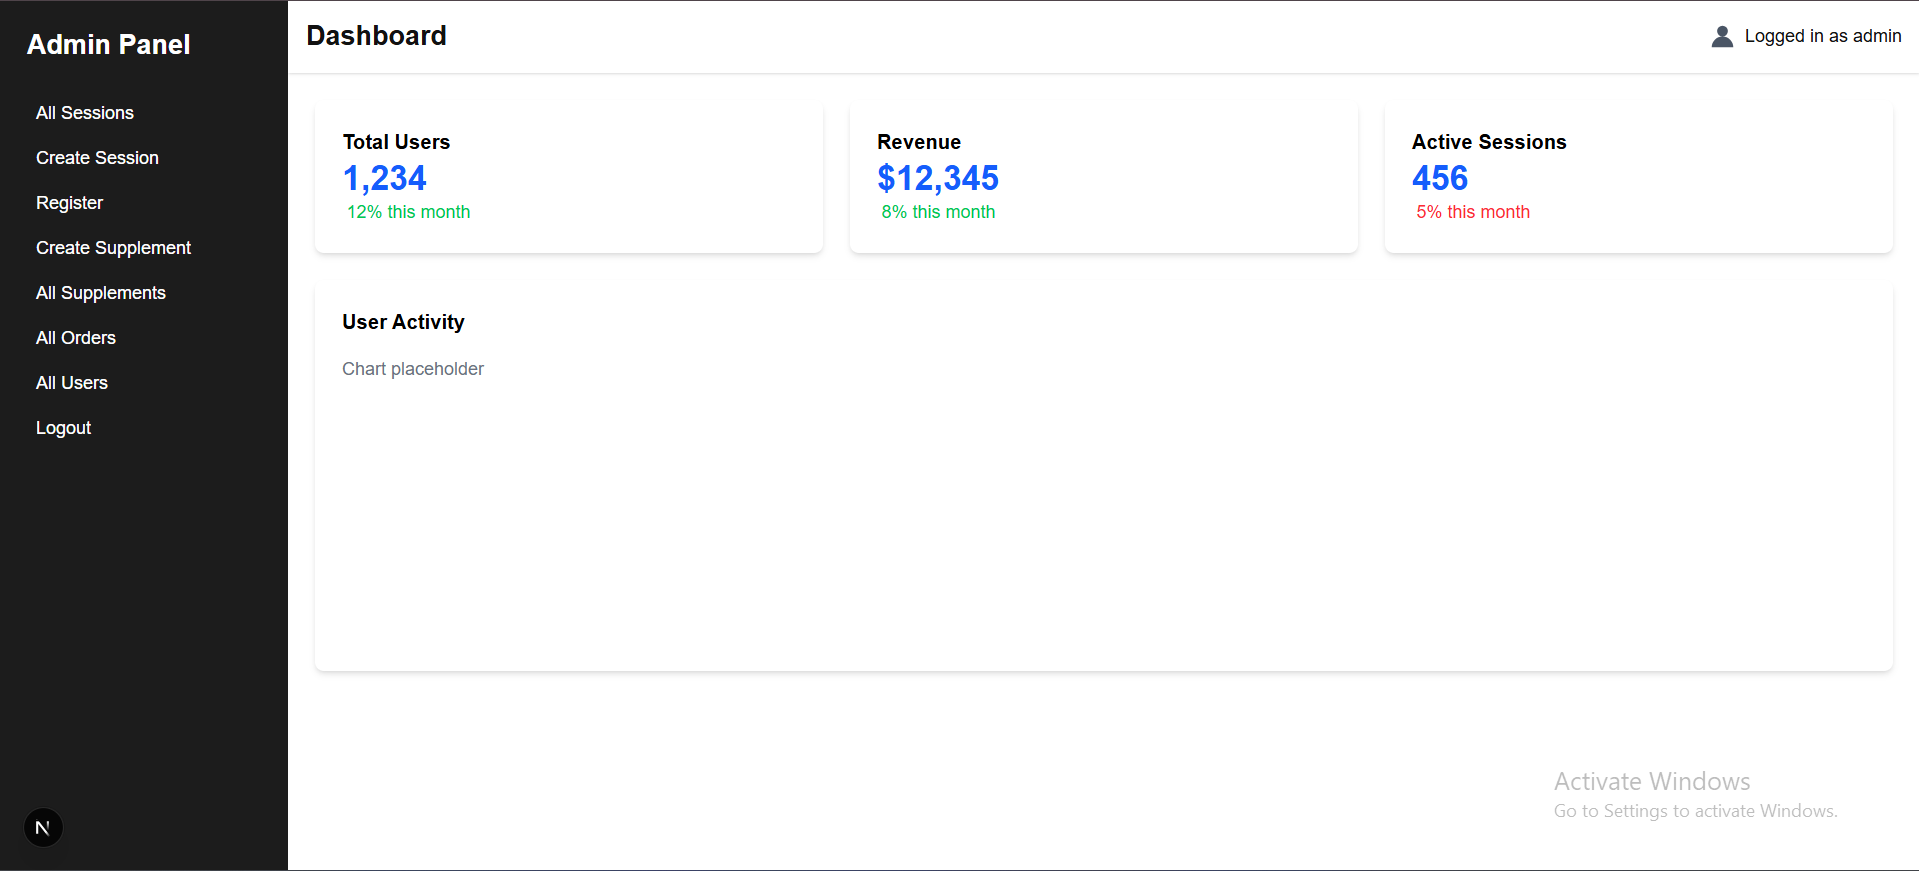 Admin Panel
All Sessions
Create Session
Register
Create Supplement
All Supplements
All Orders
All Users
Logout
N
Dashboard
Logged in as admin
Total Users
1,234
12% this month
Revenue
$12,345
8% this month
Active Sessions
456
5% this month
User Activity
Chart placeholder
Activate Windows
Go to Settings to activate Windows.